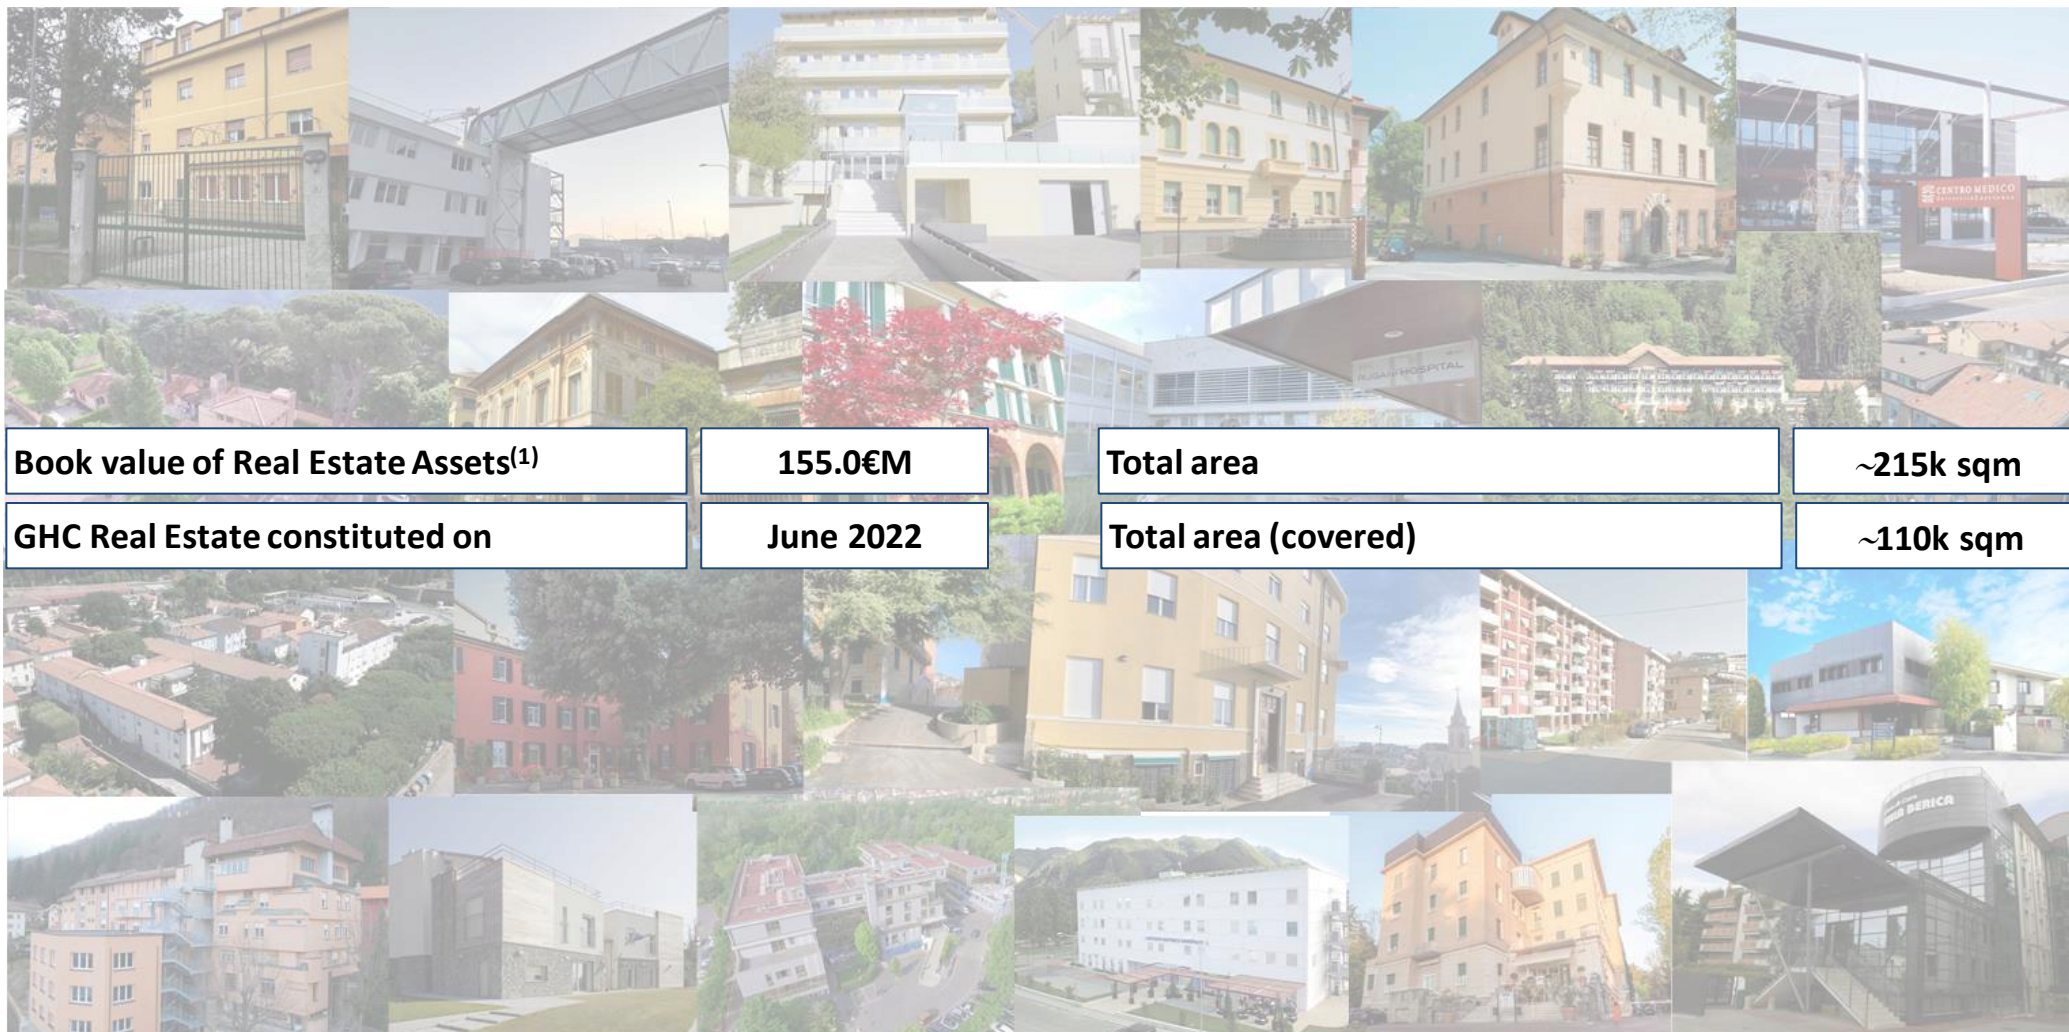 CENTRO MEDICO
HOSPITAL
Book value of Real Estate Assets(1)
155.0€M
Total area
~215k sqm
GHC Real Estate constituted on
June 2022
Total area (covered)
~110k sqm
BERICA